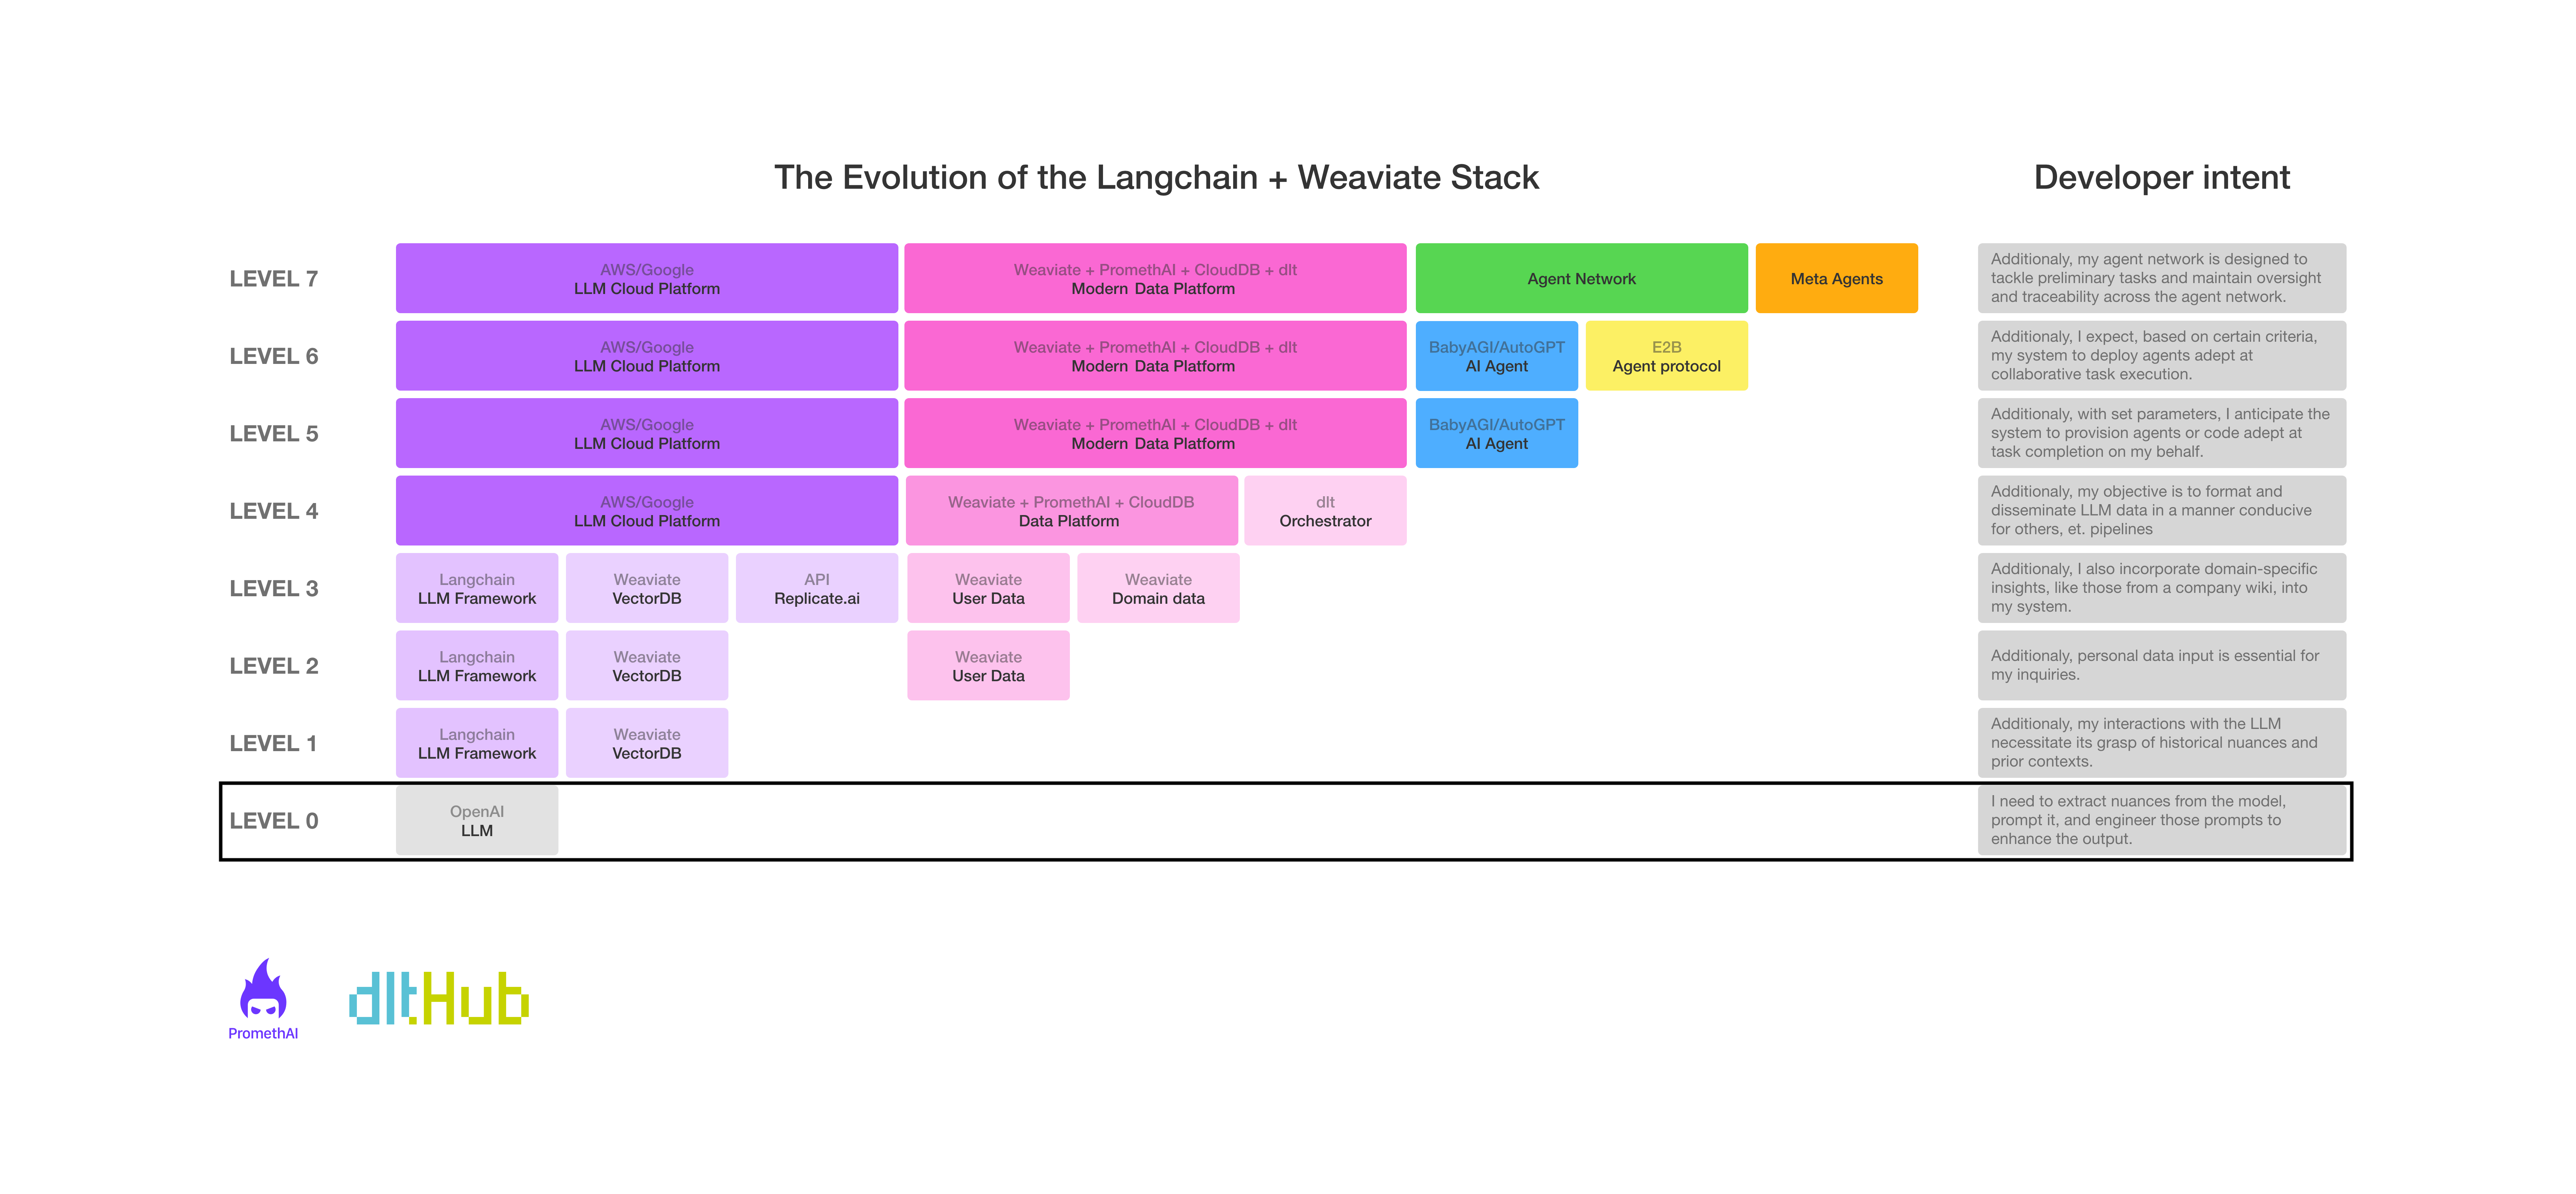 The Evolution of the Langchain + Weaviate Stack
Developer intent
LEVEL 7
AWS/Google
LLM Cloud Platform
Weaviate + PromethAI + CloudDB + dlt
Modern Data Platform
Agent Network
Meta Agents
Additionaly, my agent network is designed to
tackle preliminary tasks and maintain oversight
and traceability across the agent network.
LEVEL 6
AWS/Google
LLM Cloud Platform
Weaviate + PromethAI + CloudDB + dlt
Modern Data Platform
BabyAGI/AutoGPT
AI Agent
E2B
Agent protocol
Additionaly, I expect, based on certain criteria,
my system to deploy agents adept at
collaborative task execution.
LEVEL 5
AWS/Google
LLM Cloud Platform
Weaviate + PromethAI + CloudDB + dlt
Modern Data Platform
BabyAGI/AutoGPT
AI Agent
Additionaly, with set parameters, I anticipate the
system to provision agents or code adept at
task completion on my behalf.
LEVEL 4
AWS/Google
LLM Cloud Platform
Weaviate + PromethAI + CloudDB
Data Platform
dlt
Orchestrator
Additionaly, my objective is to format and
disseminate LLM data in a manner conducive
for others, et. pipelines
LEVEL 3
Langchain
LLM Framework
Weaviate
VectorDB
API
Replicate.ai
Weaviate
User Data
Weaviate
Domain data
Additionaly, I also incorporate domain-specific
insights, like those from a company wiki, into
my system.
LEVEL 2
Langchain
LLM Framework
Weaviate
VectorDB
Weaviate
User Data
Additionaly, personal data input is essential for
my inquiries.
LEVEL 1
Langchain
LLM Framework
Weaviate
VectorDB
Additionaly, my interactions with the LLM
necessitate its grasp of historical nuances and
prior contexts.
LEVEL 0
OpenAI
LLM
I need to extract nuances from the model,
prompt it, and engineer those prompts to
enhance the output.
PromethAI
dltHub